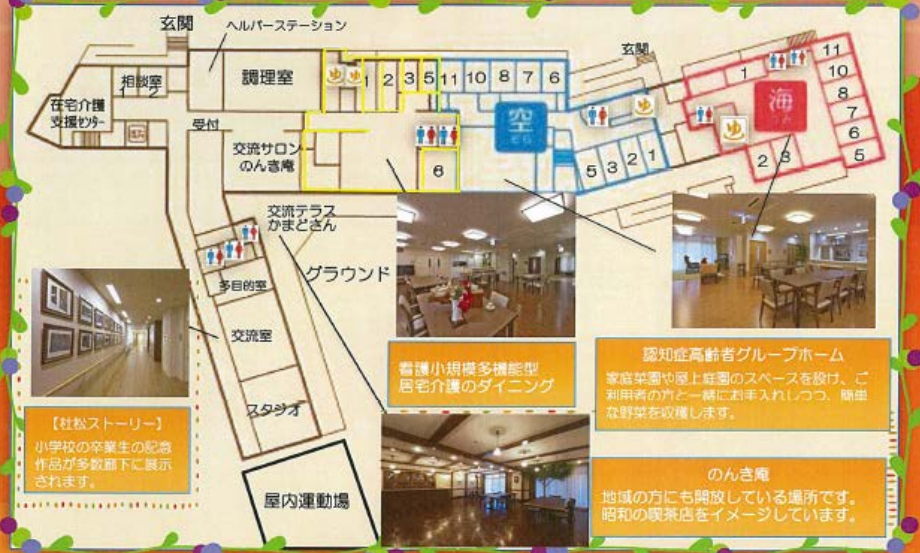 玄関
ヘルパーステーション
玄関
相談室
1 2
調理室
ゆ ゆ 1 2 3 5
11 10 8 7 6
1
11
10
8
7
6
5
在宅介護
支援センター
空
そら
ゆ
海
うみ
ゆ
受付
交流サロン
のんき庵
6
5 3 2 1
2 3
交流テラス
かまどさん
グラウンド
多目的室
交流室
スタジオ
屋内運動場
看護小規模多機能型
居宅介護のダイニング
認知症高齢者グループホーム
家庭菜園や屋上庭園のスペースを設け、ご
利用者の方と一緒にお手入れしつつ、簡単
な野菜を収穫します。
【杜松ストーリー】
小学校の卒業生の記念
作品が多数廊下に展示
されます。
のんき庵
地域の方にも開放している場所です。
昭和の喫茶店をイメージしています。